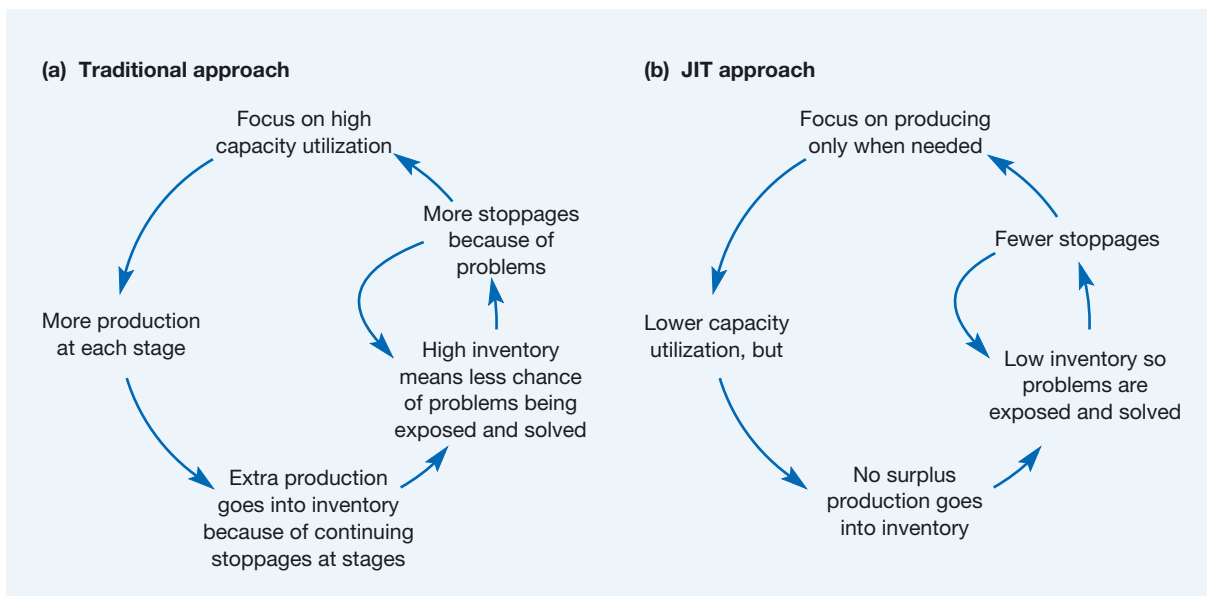 (a) Traditional approach
Focus on high
capacity utilization
More production
at each stage
Extra production
goes into inventory
because of continuing
stoppages at stages
High inventory
means less chance
of problems being
exposed and solved
More stoppages
because of
problems
(b) JIT approach
Focus on producing
only when needed
Lower capacity
utilization, but
No surplus
production goes
into inventory
Low inventory so
problems are
exposed and solved
Fewer stoppages